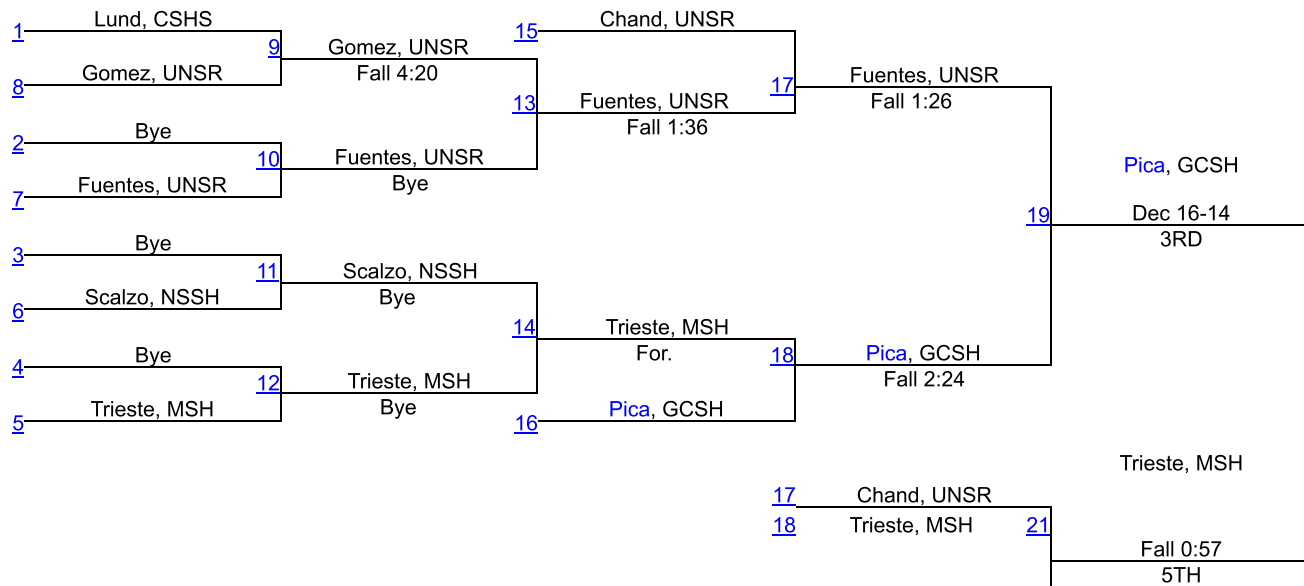 Lund, CSHS
1
9
Gomez, UNSR
8
Gomez, UNSR
Fall 4:20
Bye
2
10
Fuentes, UNSR
7
Fuentes, UNSR
Bye
13
Fuentes, UNSR
Fall 1:36
15
Chand, UNSR
17
Fuentes, UNSR
Fall 1:26
Bye
3
11
Scalzo, NSSH
6
Scalzo, NSSH
Bye
Bye
4
12
Trieste, MSH
5
Trieste, MSH
Bye
14
Trieste, MSH
For.
18
Pica, GCSH
16
Pica, GCSH
Fall 2:24
19
Pica, GCSH
Dec 16-14
3RD
17
Chand, UNSR
18
Trieste, MSH
21
Trieste, MSH
Fall 0:57
5TH